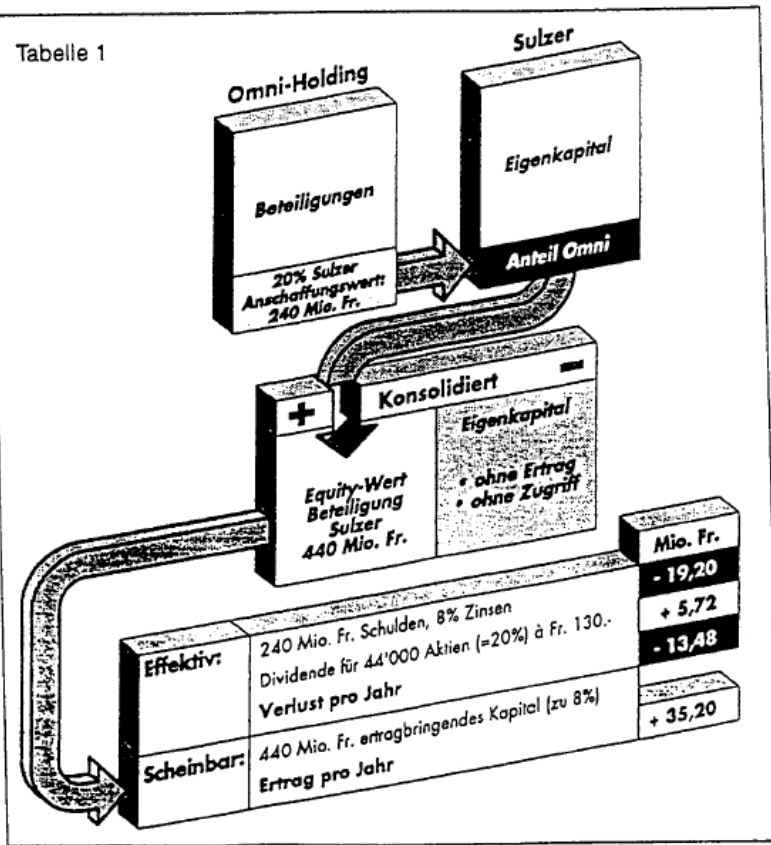 Tabelle 1
Omni-Holding
Sulzer
Beteiligungen
20% Sulzer
Anschaffungswert:
240 Mio. Fr.
Eigenkapital
Anteil Omni
+
Konsolidiert
−
Equity-Wert
Beteiligung
Sulzer
440 Mio. Fr.
Eigenkapital
• ohne Ertrag
• ohne Zugriff
Mio. Fr.
Effektiv:
240 Mio. Fr. Schulden, 8% Zinsen
- 19,20
Dividende für 44'000 Aktien (=20%) à Fr. 130.-
+ 5,72
Verlust pro Jahr
- 13,48
Scheinbar:
440 Mio. Fr. ertragbringendes Kapital (zu 8%)
Ertrag pro Jahr
+ 35,20